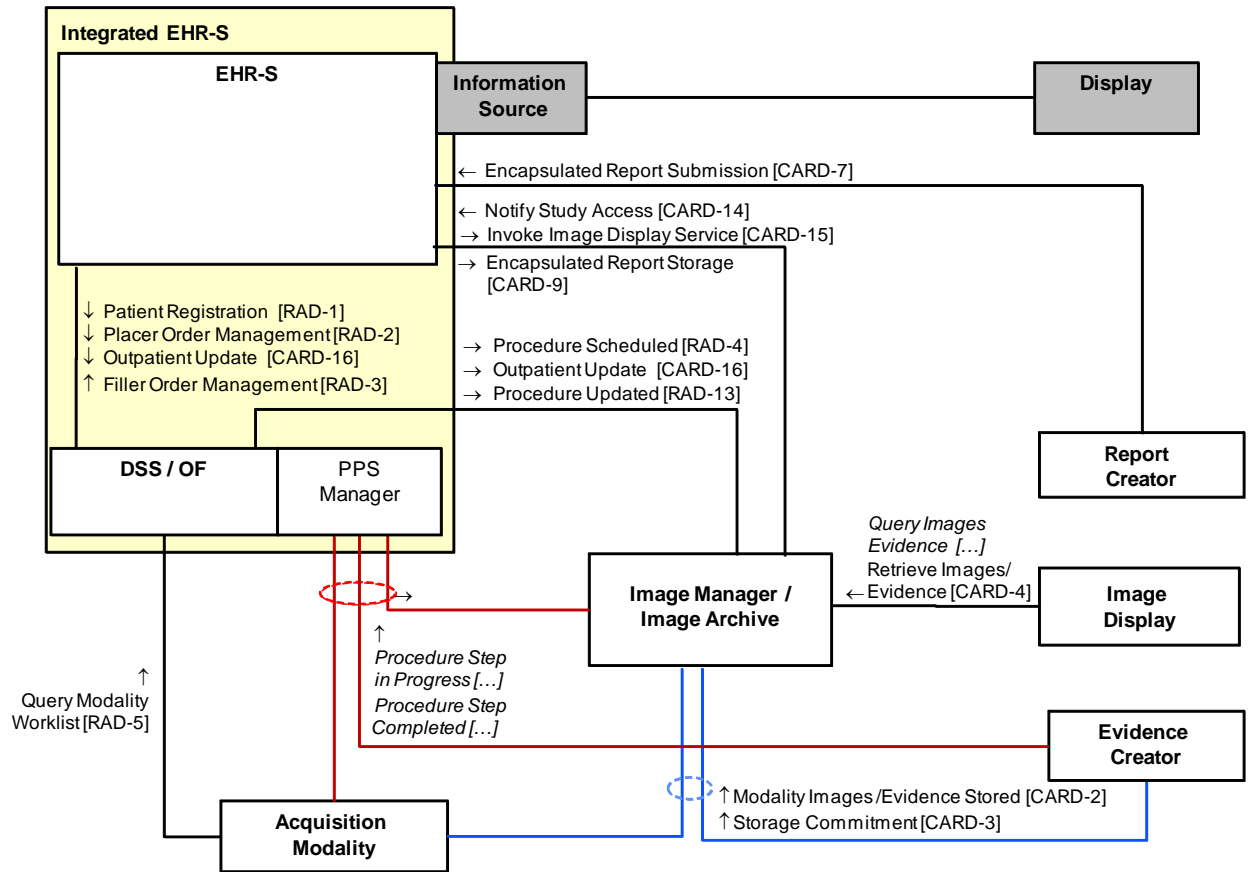 Integrated EHR-S
EHR-S
Information
Source
Display
← Encapsulated Report Submission [CARD-7]
← Notify Study Access [CARD-14]
→ Invoke Image Display Service [CARD-15]
→ Encapsulated Report Storage
[CARD-9]
↓ Patient Registration [RAD-1]
↓ Placer Order Management [RAD-2]
↓ Outpatient Update [CARD-16]
↑ Filler Order Management [RAD-3]
→ Procedure Scheduled [RAD-4]
→ Outpatient Update [CARD-16]
→ Procedure Updated [RAD-13]
DSS / OF
PPS
Manager
Report
Creator
Query Images
Evidence […]
Retrieve Images/
← Evidence [CARD-4]
Image Manager /
Image Archive
Image
Display
→
↑
Procedure Step
in Progress […]
Procedure Step
Completed […]
↑
Query Modality
Worklist [RAD-5]
Evidence
Creator
↑ Modality Images /Evidence Stored [CARD-2]
↑ Storage Commitment [CARD-3]
Acquisition
Modality